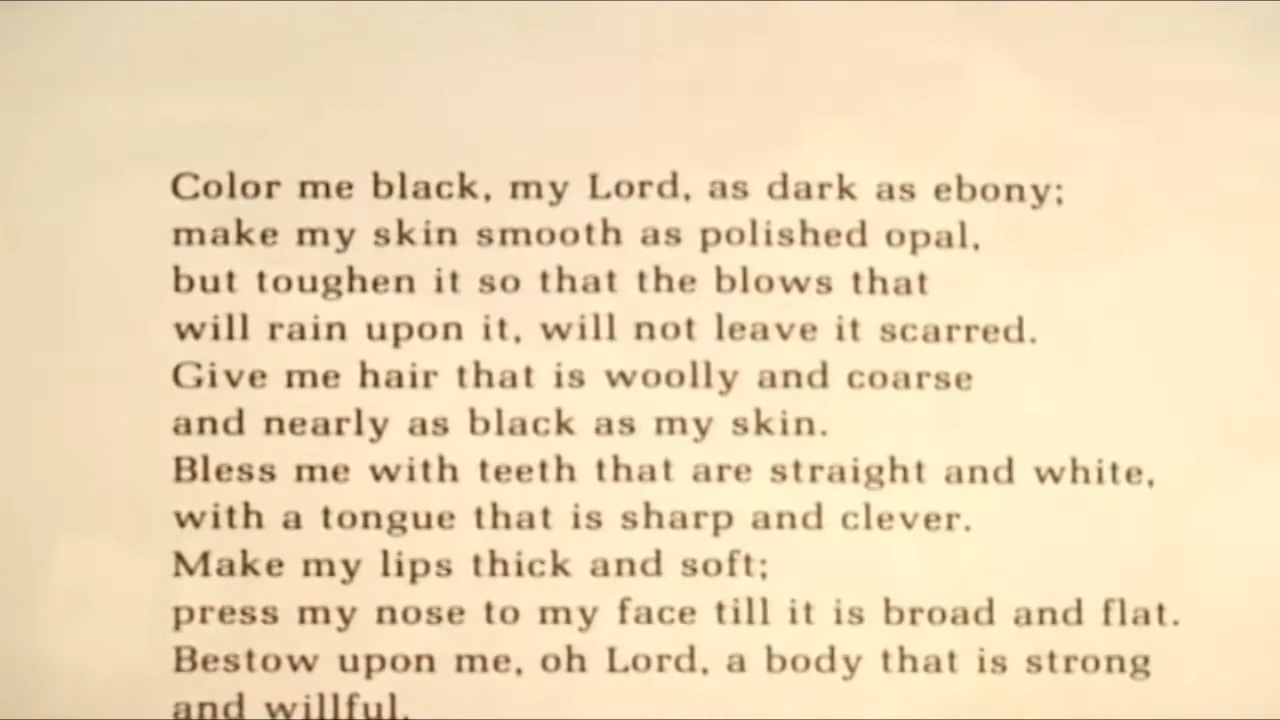 Color me black, my Lord, as dark as ebony;
make my skin smooth as polished opal,
but toughen it so that the blows that
will rain upon it, will not leave it scarred.
Give me hair that is woolly and coarse
and nearly as black as my skin.
Bless me with teeth that are straight and white,
with a tongue that is sharp and clever.
Make my lips thick and soft;
press my nose to my face till it is broad and flat.
Bestow upon me, oh Lord, a body that is strong
and willful.